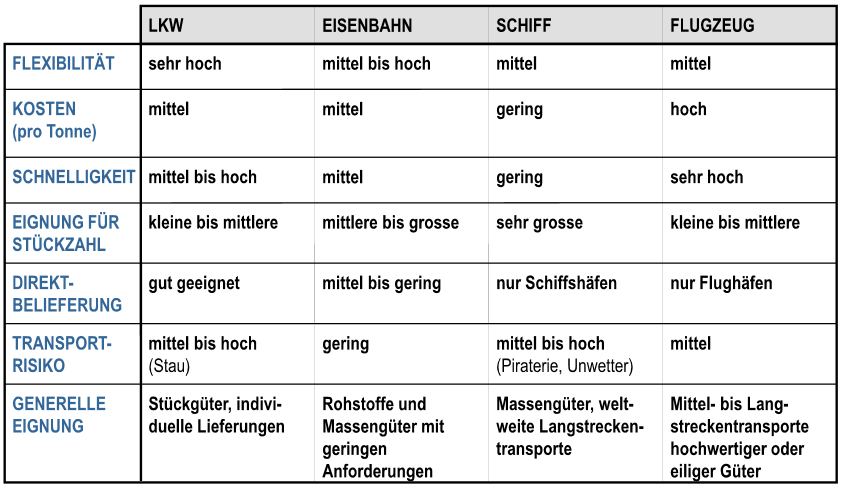 LKW EISENBAHN SCHIFF FLUGZEUG
FLEXIBILITÄT sehr hoch mittel bis hoch mittel mittel
KOSTEN mittel mittel gering hoch
(pro Tonne)
SCHNELLIGKEIT mittel bis hoch mittel gering sehr hoch
EIGNUNG FÜR kleine bis mittlere mittlere bis grosse sehr grosse kleine bis mittlere
STÜCKZAHL
DIREKT- gut geeignet mittel bis gering nur Schiffshäfen nur Flughäfen
BELIEFERUNG
TRANSPORT- mittel bis hoch gering mittel bis hoch mittel
RISIKO (Stau) (Piraterie, Unwetter)
GENERELLE Stückgüter, indivi- Rohstoffe und Massengüter, welt- Mittel- bis Lang-
EIGNUNG duelle Lieferungen Massengüter mit weite Langstrecken- streckentransporte
geringen transporte hochwertiger oder
Anforderungen eiliger Güter